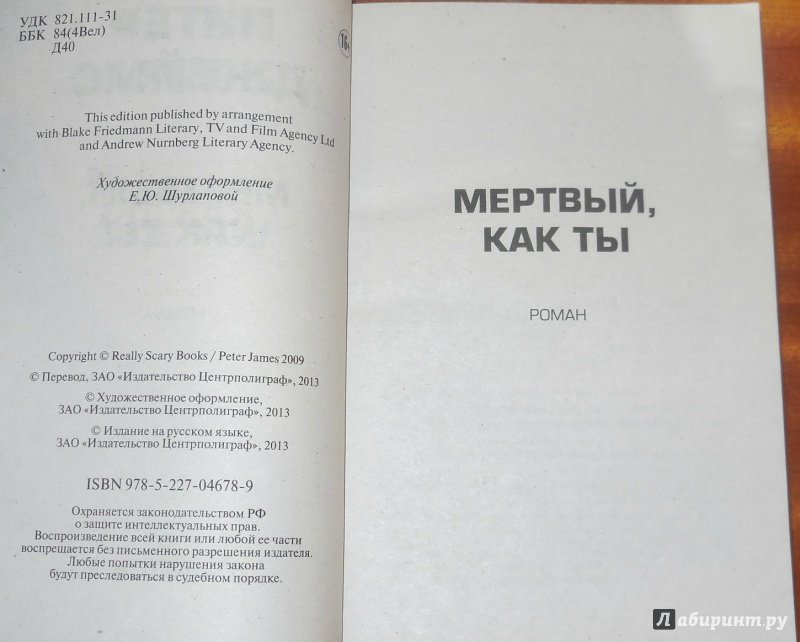 УДК 821.111-31
ББК 84(4Вел)
Д40
16+
This edition published by arrangement
with Blake Friedmann Literary, TV and Film Agency Ltd
and Andrew Nurnberg Literary Agency.
Художественное оформление
Е.Ю. Шурлаповой
Copyright © Really Scary Books / Peter James 2009
© Перевод, ЗАО «Издательство Центрполиграф», 2013
© Художественное оформление,
ЗАО «Издательство Центрполиграф», 2013
© Издание на русском языке,
ЗАО «Издательство Центрполиграф», 2013
ISBN 978-5-227-04678-9
Охраняется законодательством РФ
о защите интеллектуальных прав.
Воспроизведение всей книги или любой ее части
воспрещается без письменного разрешения издателя.
Любые попытки нарушения закона
будут преследоваться в судебном порядке.
МЕРТВЫЙ,
КАК ТЫ
РОМАН
Лабиринт.ру